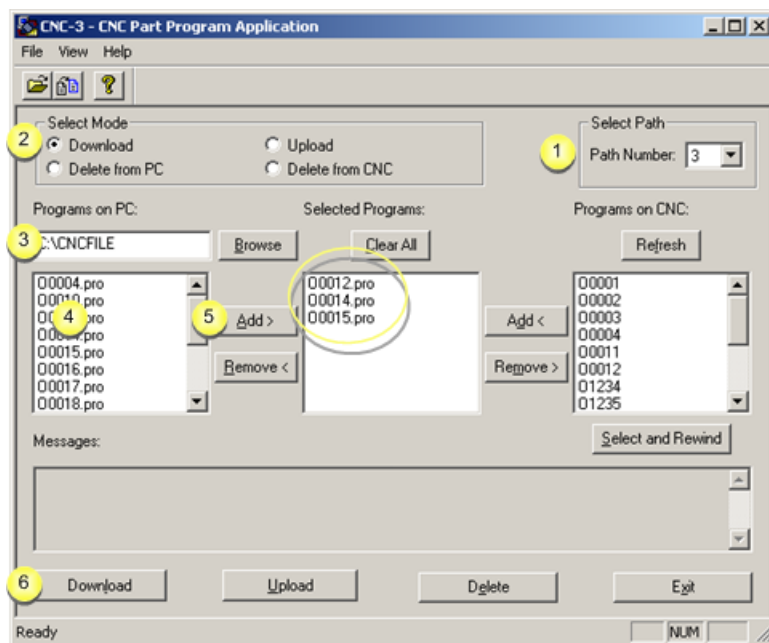 CNC-3 - CNC Part Program Application
File View Help
Select Mode
Select Path
2
Download
Upload
1
Path Number: 3
Delete from PC
Delete from CNC
Programs on PC:
Selected Programs:
Programs on CNC:
3
:\CNCFILE
Browse
Clear All
Refresh
O0004.pro
O0012.pro
O0001
O0014.pro
O0002
4
5
Add >
O0015.pro
Add <
O0003
O0004
O0015.pro
O0011
O0016.pro
Remove <
Remove >
O0012
O0017.pro
O1234
O0018.pro
O1235
Select and Rewind
Messages:
6
Download
Upload
Delete
Exit
Ready
NUM